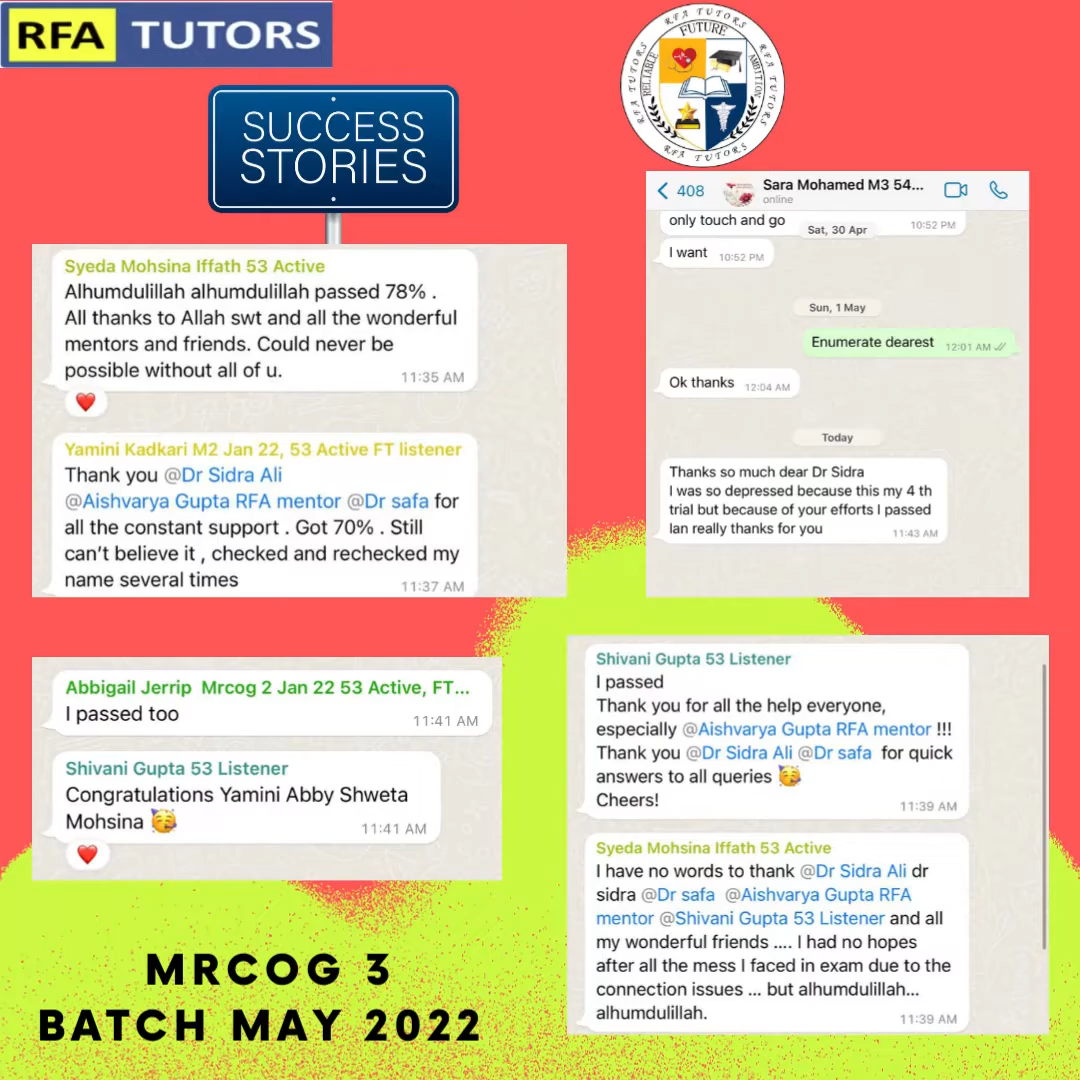 RFA TUTORS
RFA TUTORS
FUTURE
RELIABLE
AMBITION
RFA TUTORS
RFA TUTORS
RFA TUTORS
SUCCESS
STORIES
Syeda Mohsina Iffath 53 Active
Alhumdulillah alhumdulillah passed 78% .
All thanks to Allah swt and all the wonderful
mentors and friends. Could never be
possible without all of u.
11:35 AM
❤️
Yamini Kadkari M2 Jan 22, 53 Active FT listener
Thank you @Dr Sidra Ali
@Aishvarya Gupta RFA mentor @Dr safa for
all the constant support . Got 70% . Still
can't believe it , checked and rechecked my
name several times
11:37 AM
408
Sara Mohamed M3 54...
online
only touch and go
10:52 PM
Sat, 30 Apr
I want
10:52 PM
Sun, 1 May
Enumerate dearest
12:01 AM
Ok thanks
12:04 AM
Today
Thanks so much dear Dr Sidra
I was so depressed because this my 4 th
trial but because of your efforts I passed
Ian really thanks for you
11:43 AM
Abbigail Jerrip Mrcog 2 Jan 22 53 Active, FT...
I passed too
11:41 AM
Shivani Gupta 53 Listener
Congratulations Yamini Abby Shweta
Mohsina 🥳
11:41 AM
❤️
Shivani Gupta 53 Listener
I passed
Thank you for all the help everyone,
especially @Aishvarya Gupta RFA mentor !!!
Thank you @Dr Sidra Ali @Dr safa for quick
answers to all queries 🥳
Cheers!
11:39 AM
Syeda Mohsina Iffath 53 Active
I have no words to thank @Dr Sidra Ali dr
sidra @Dr safa @Aishvarya Gupta RFA
mentor @Shivani Gupta 53 Listener and all
my wonderful friends .... I had no hopes
after all the mess I faced in exam due to the
connection issues ... but alhumdulillah...
alhumdulillah.
11:39 AM
MRCOG 3
BATCH MAY 2022